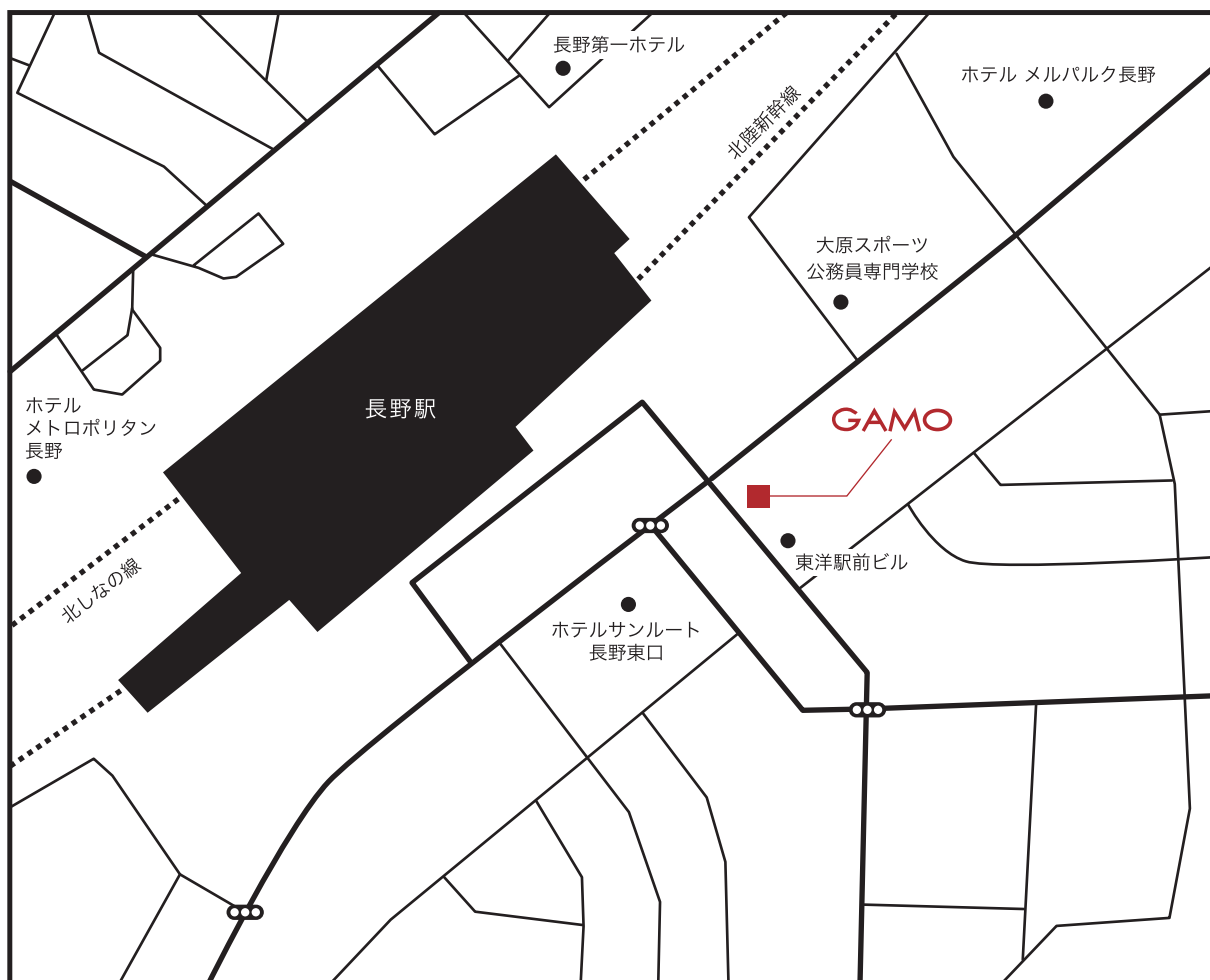 長野第一ホテル
ホテル メルパルク長野
北陸新幹線
大原スポーツ
公務員専門学校
長野駅
ホテル
メトロポリタン
長野
GAMO
東洋駅前ビル
北しなの線
ホテルサンルート
長野東口